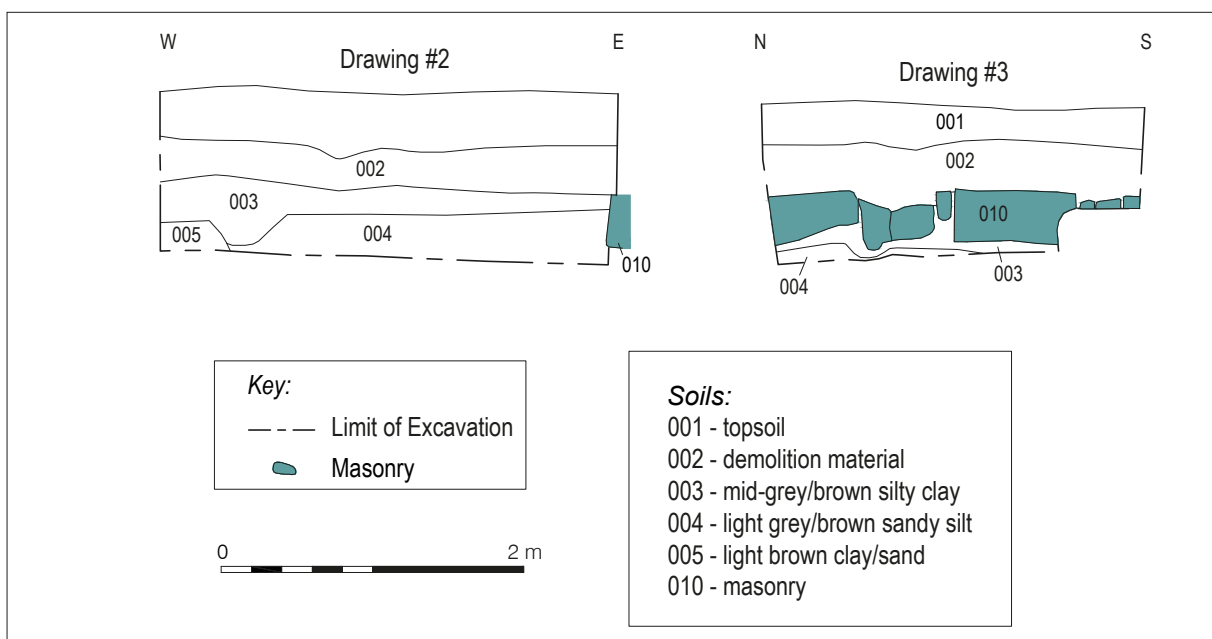 W E N S
Drawing #2 Drawing #3
001
002 002
003
005 004 010
010
004 003
Key:
Limit of Excavation
Masonry
0 2 m
Soils:
001 - topsoil
002 - demolition material
003 - mid-grey/brown silty clay
004 - light grey/brown sandy silt
005 - light brown clay/sand
010 - masonry